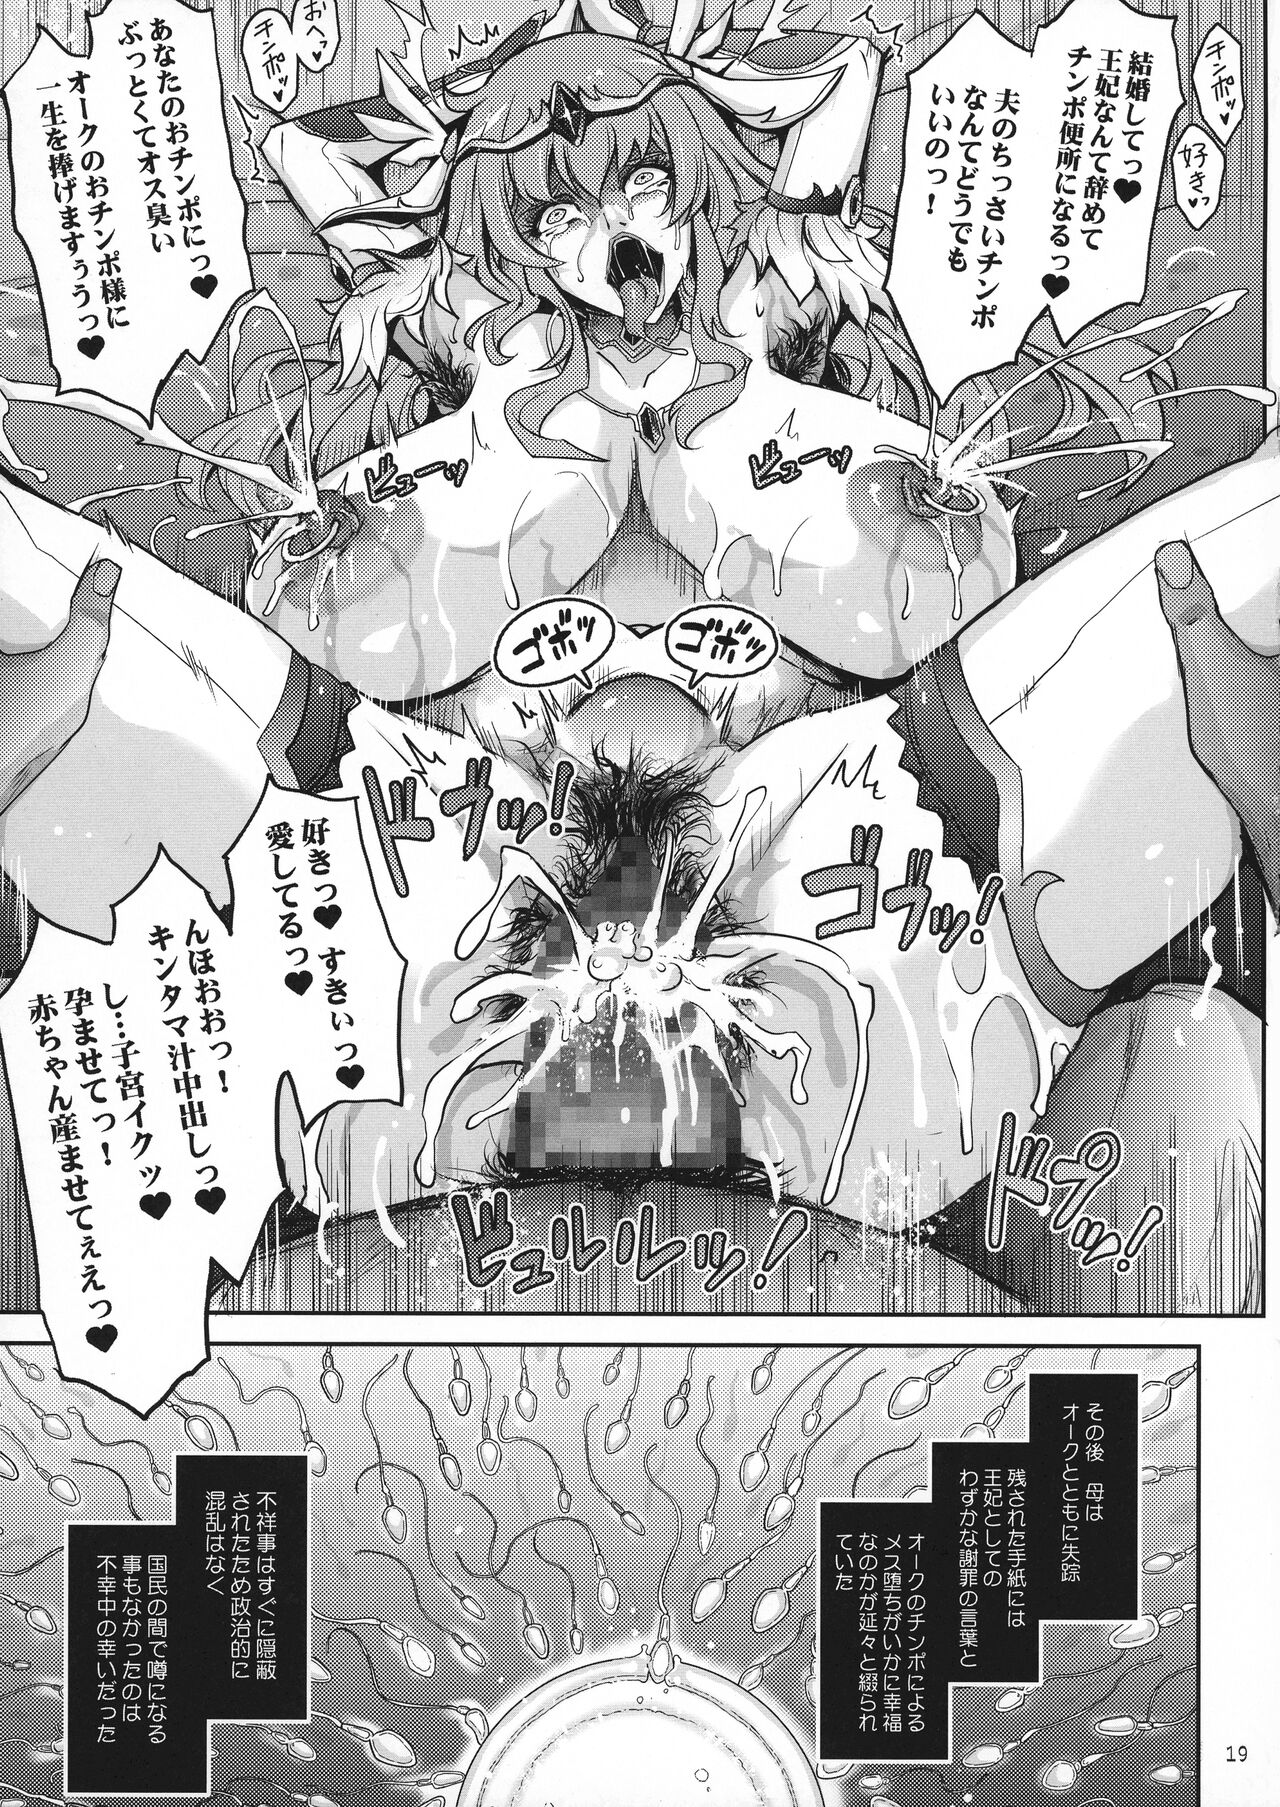 結婚してっ♥
王妃なんて辞めて
チンポ便所になるっ♥
夫のちっさいチンポ
なんてどうでも
いいのっ！
チンポっ♡
好きっ♡
おへっ♡
チンポっ♡
あなたのおチンポにっ♥
ぶっとくてオス臭い
オークのおチンポ様に
一生を捧げますぅうっ♥
ビューッ
ビューッ
ゴボッ
ゴボッ
ドブッ！
ゴブッ！
好きっ♥すきぃっ♥
愛してるっ♥
んほおおっ！
キンタマ汁中出しっ♥
し…子宮イクッ♥
孕ませてっ！
赤ちゃん産ませてぇえっ♥
ドプッ！
ビュルルルッ！
その後　母は
オークとともに失踪
残された手紙には
王妃としての
わずかな謝罪の言葉と
オークのチンポによる
メス堕ちがいかに幸福
なのかが延々と綴られ
ていた
不祥事はすぐに隠蔽
されたため政治的に
混乱はなく
国民の間で噂になる
事もなかったのは
不幸中の幸いだった
19